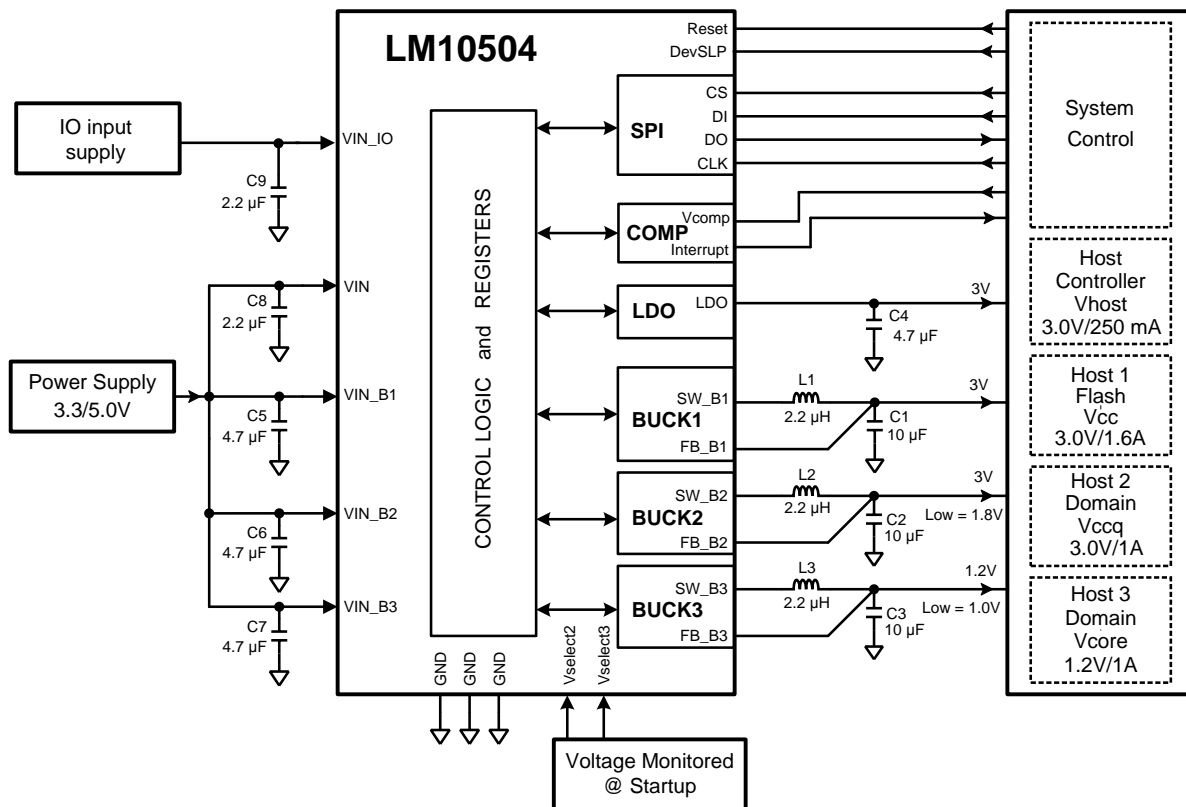 LM10504
IO input
supply
VIN_IO
C9
2.2 µF
VIN
C8
2.2 µF
Power Supply
3.3/5.0V
VIN_B1
C5
4.7 µF
VIN_B2
C6
4.7 µF
VIN_B3
C7
4.7 µF
CONTROL LOGIC and REGISTERS
GND
GND
GND
Vselect2
Vselect3
Voltage Monitored
@ Startup
Reset
DevSLP
SPI
CS
DI
DO
CLK
COMP
Vcomp
Interrupt
LDO
LDO
BUCK1
SW_B1
FB_B1
BUCK2
SW_B2
FB_B2
BUCK3
SW_B3
FB_B3
3V
C4
4.7 µF
L1
2.2 µH
3V
C1
10 µF
L2
2.2 µH
3V
Low = 1.8V
C2
10 µF
L3
2.2 µH
1.2V
Low = 1.0V
C3
10 µF
System
Control
Host
Controller
Vhost
3.0V/250 mA
Host 1
Flash
Vcc
3.0V/1.6A
Host 2
Domain
Vccq
3.0V/1A
Host 3
Domain
Vcore
1.2V/1A